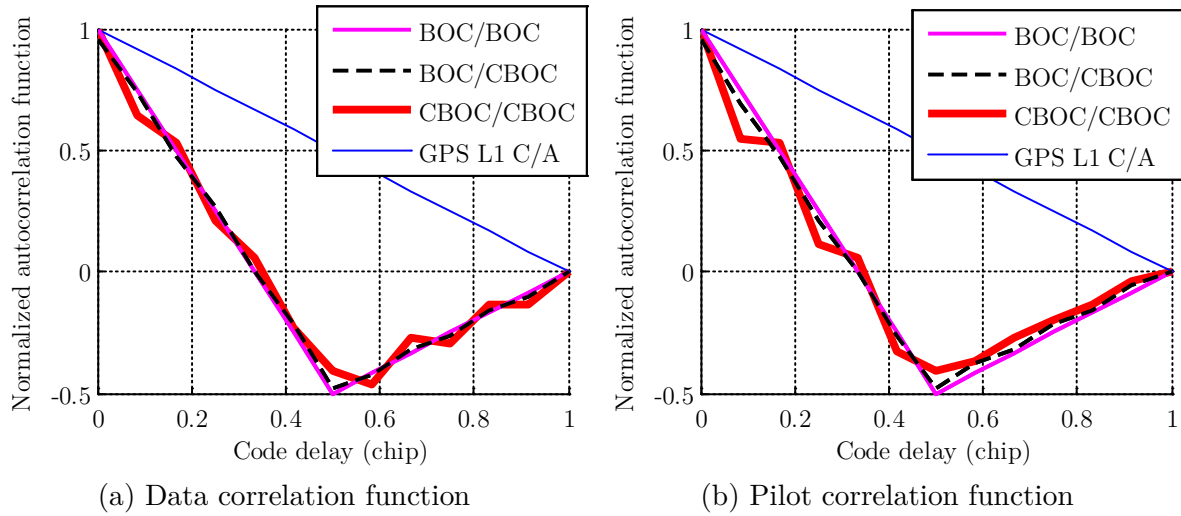 Normalized autocorrelation function
1
0.5
0
-0.5
0
0.2
0.4
0.6
0.8
1
Code delay (chip)
BOC/BOC
BOC/CBOC
CBOC/CBOC
GPS L1 C/A
(a) Data correlation function
Normalized autocorrelation function
1
0.5
0
-0.5
0
0.2
0.4
0.6
0.8
1
Code delay (chip)
BOC/BOC
BOC/CBOC
CBOC/CBOC
GPS L1 C/A
(b) Pilot correlation function